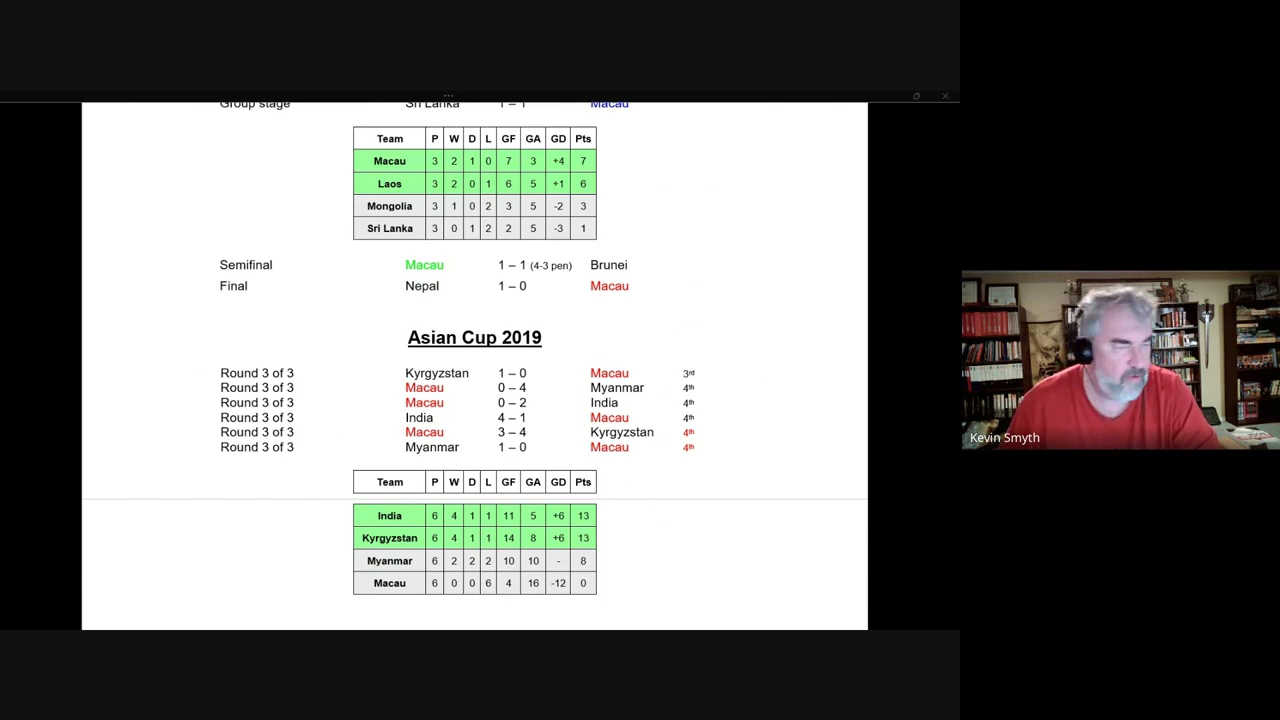 Group stage Sri Lanka 1 – 1 Macau
Team P W D L GF GA GD Pts
Macau 3 2 1 0 7 3 +4 7
Laos 3 2 0 1 6 5 +1 6
Mongolia 3 1 0 2 3 5 -2 3
Sri Lanka 3 0 1 2 2 5 -3 1
Semifinal Macau 1 – 1 (4-3 pen) Brunei
Final Nepal 1 – 0 Macau
Asian Cup 2019
Round 3 of 3 Kyrgyzstan 1 – 0 Macau 3rd
Round 3 of 3 Macau 0 – 4 Myanmar 4th
Round 3 of 3 Macau 0 – 2 India 4th
Round 3 of 3 India 4 – 1 Macau 4th
Round 3 of 3 Macau 3 – 4 Kyrgyzstan 4th
Round 3 of 3 Myanmar 1 – 0 Macau 4th
Team P W D L GF GA GD Pts
India 6 4 1 1 11 5 +6 13
Kyrgyzstan 6 4 1 1 14 8 +6 13
Myanmar 6 2 2 2 10 10 - 8
Macau 6 0 0 6 4 16 -12 0
Kevin Smyth